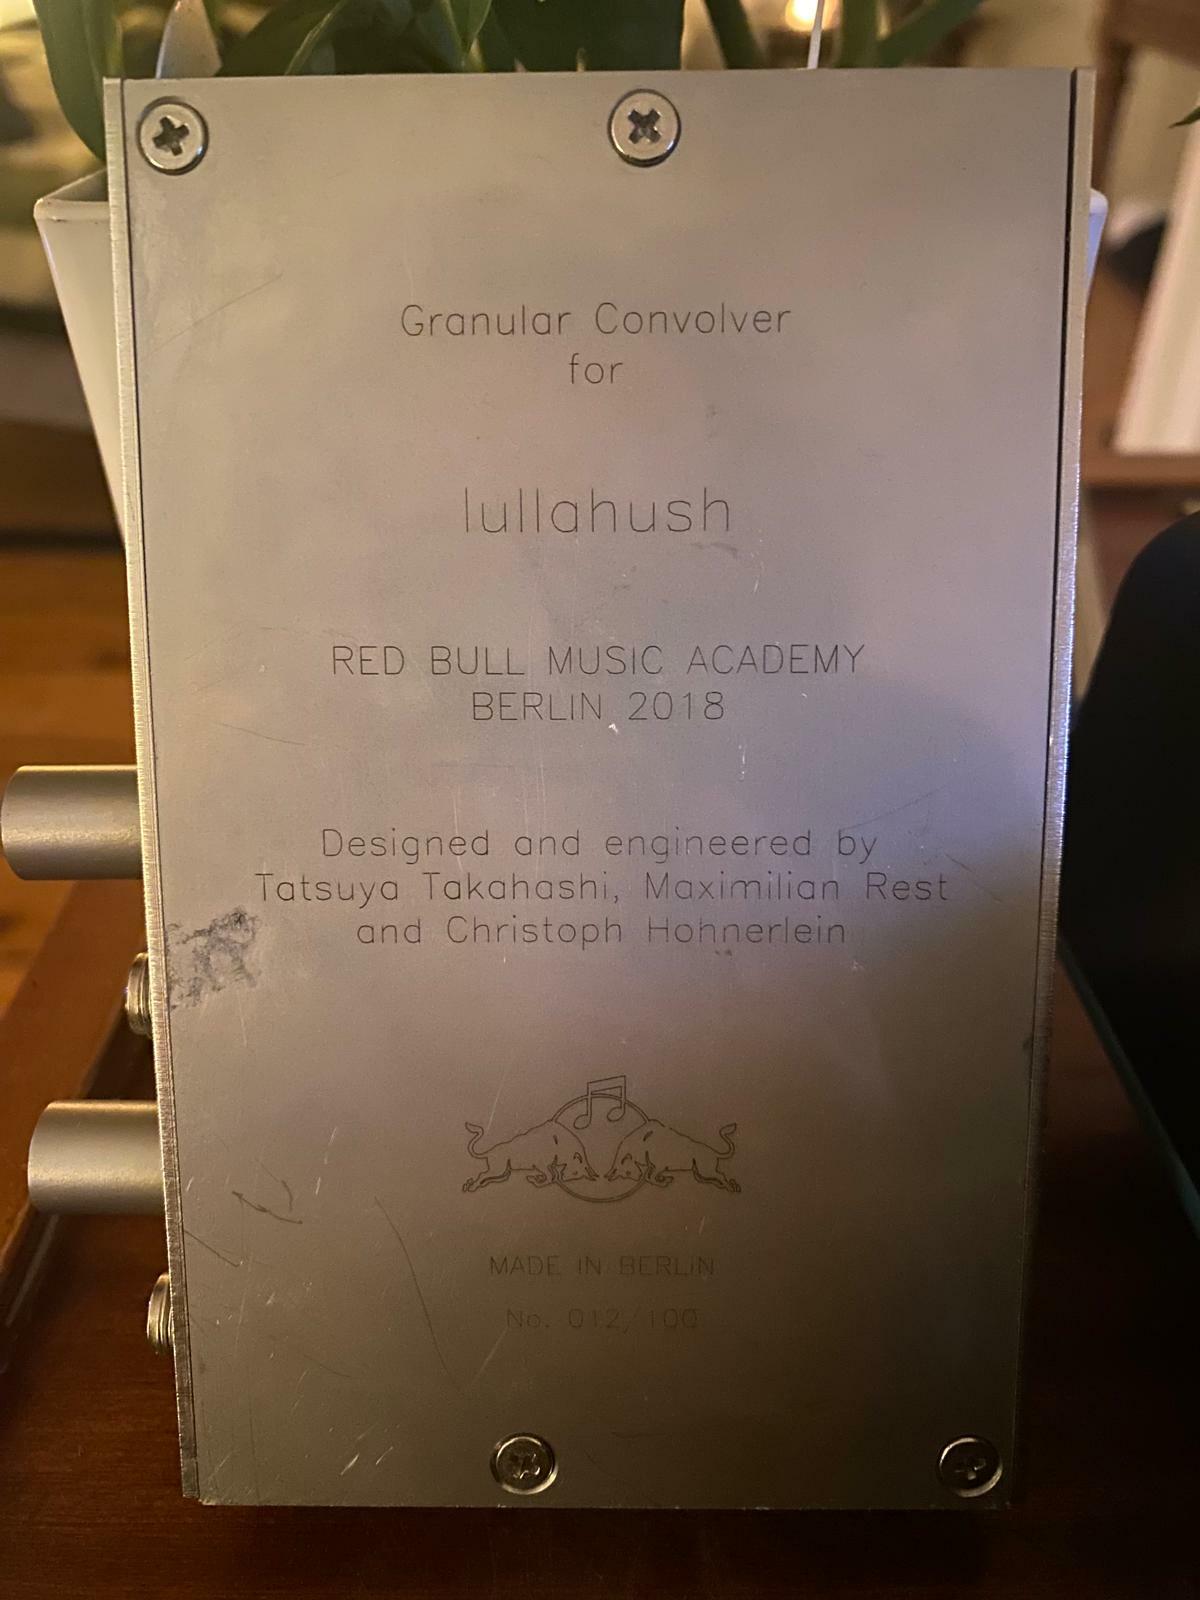 Granular Convolver
for
lullahush
RED BULL MUSIC ACADEMY
BERLIN 2018
Designed and engineered by
Tatsuya Takahashi, Maximilian Rest
and Christoph Hohnerlein
MADE IN BERLIN
No. 012/100